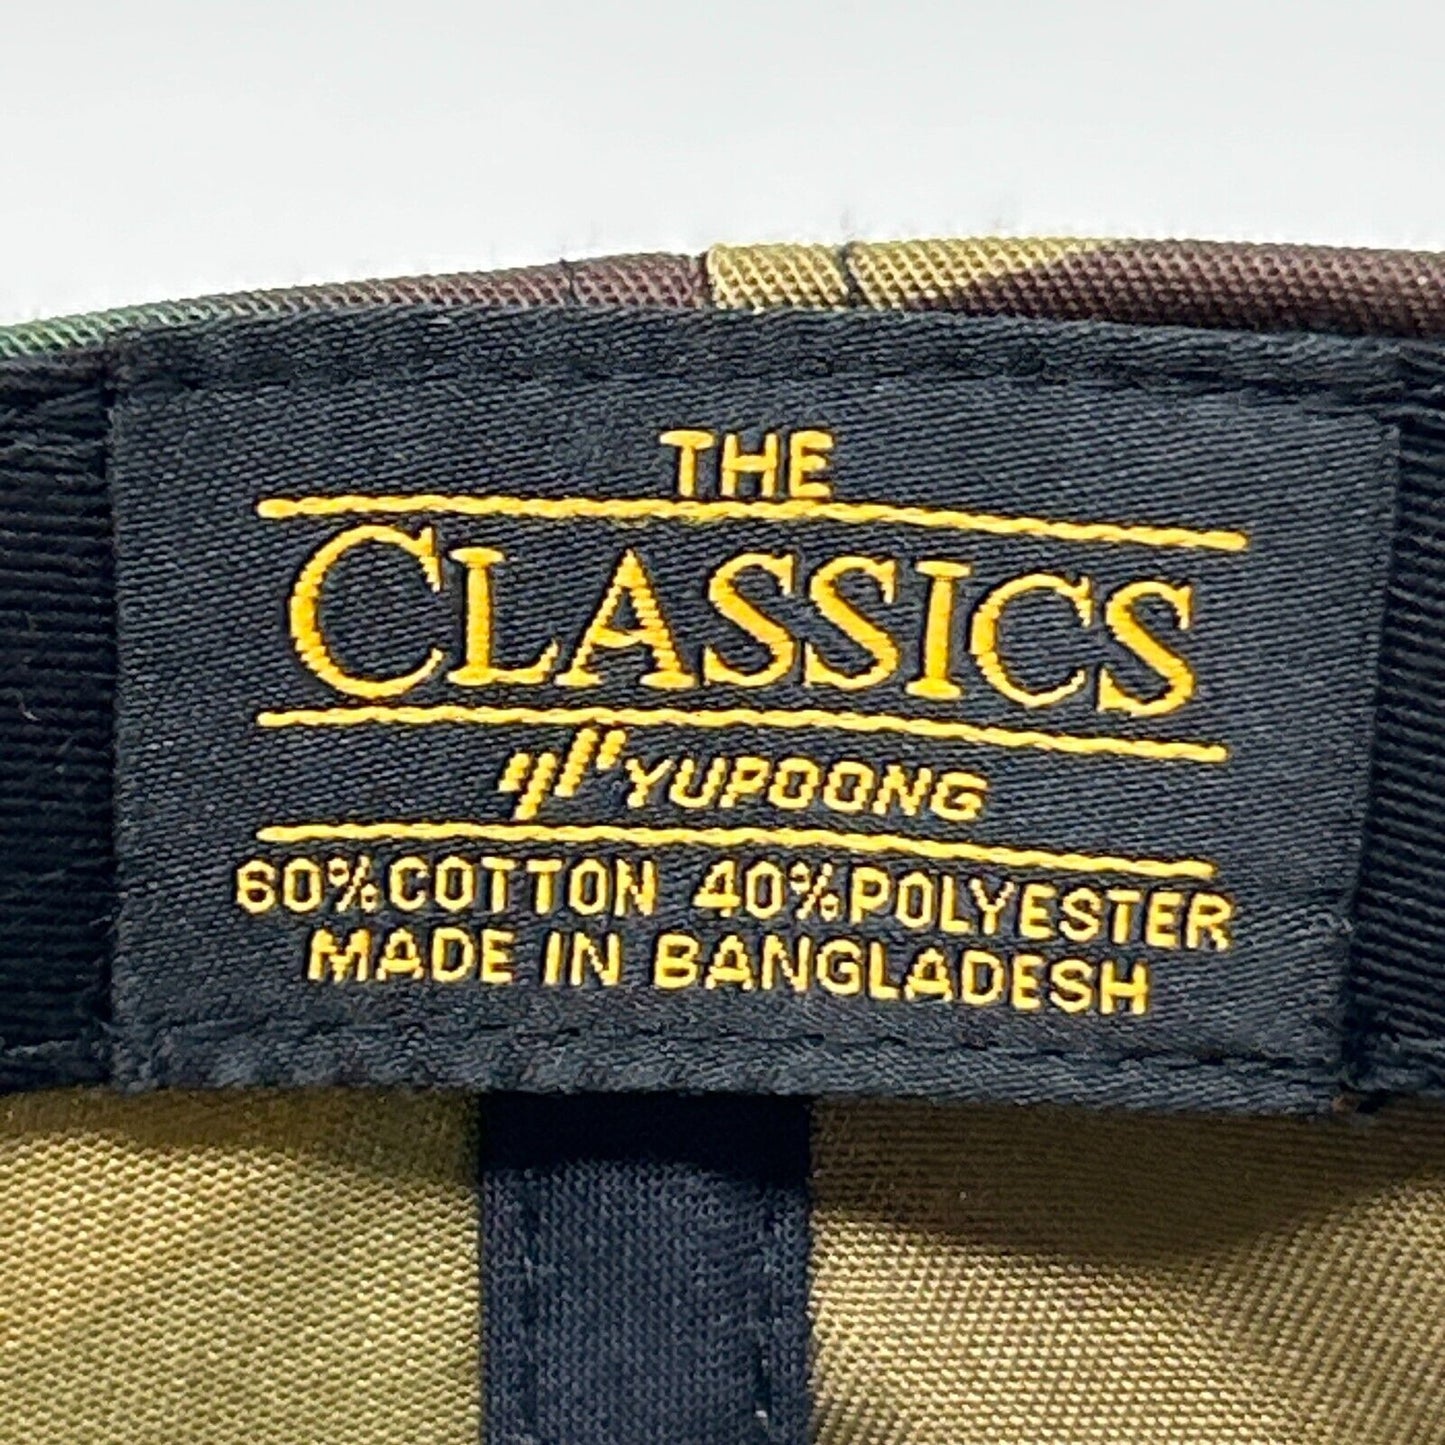 THE
CLASSICS
YUPOONG
60%COTTON 40%POLYESTER
MADE IN BANGLADESH